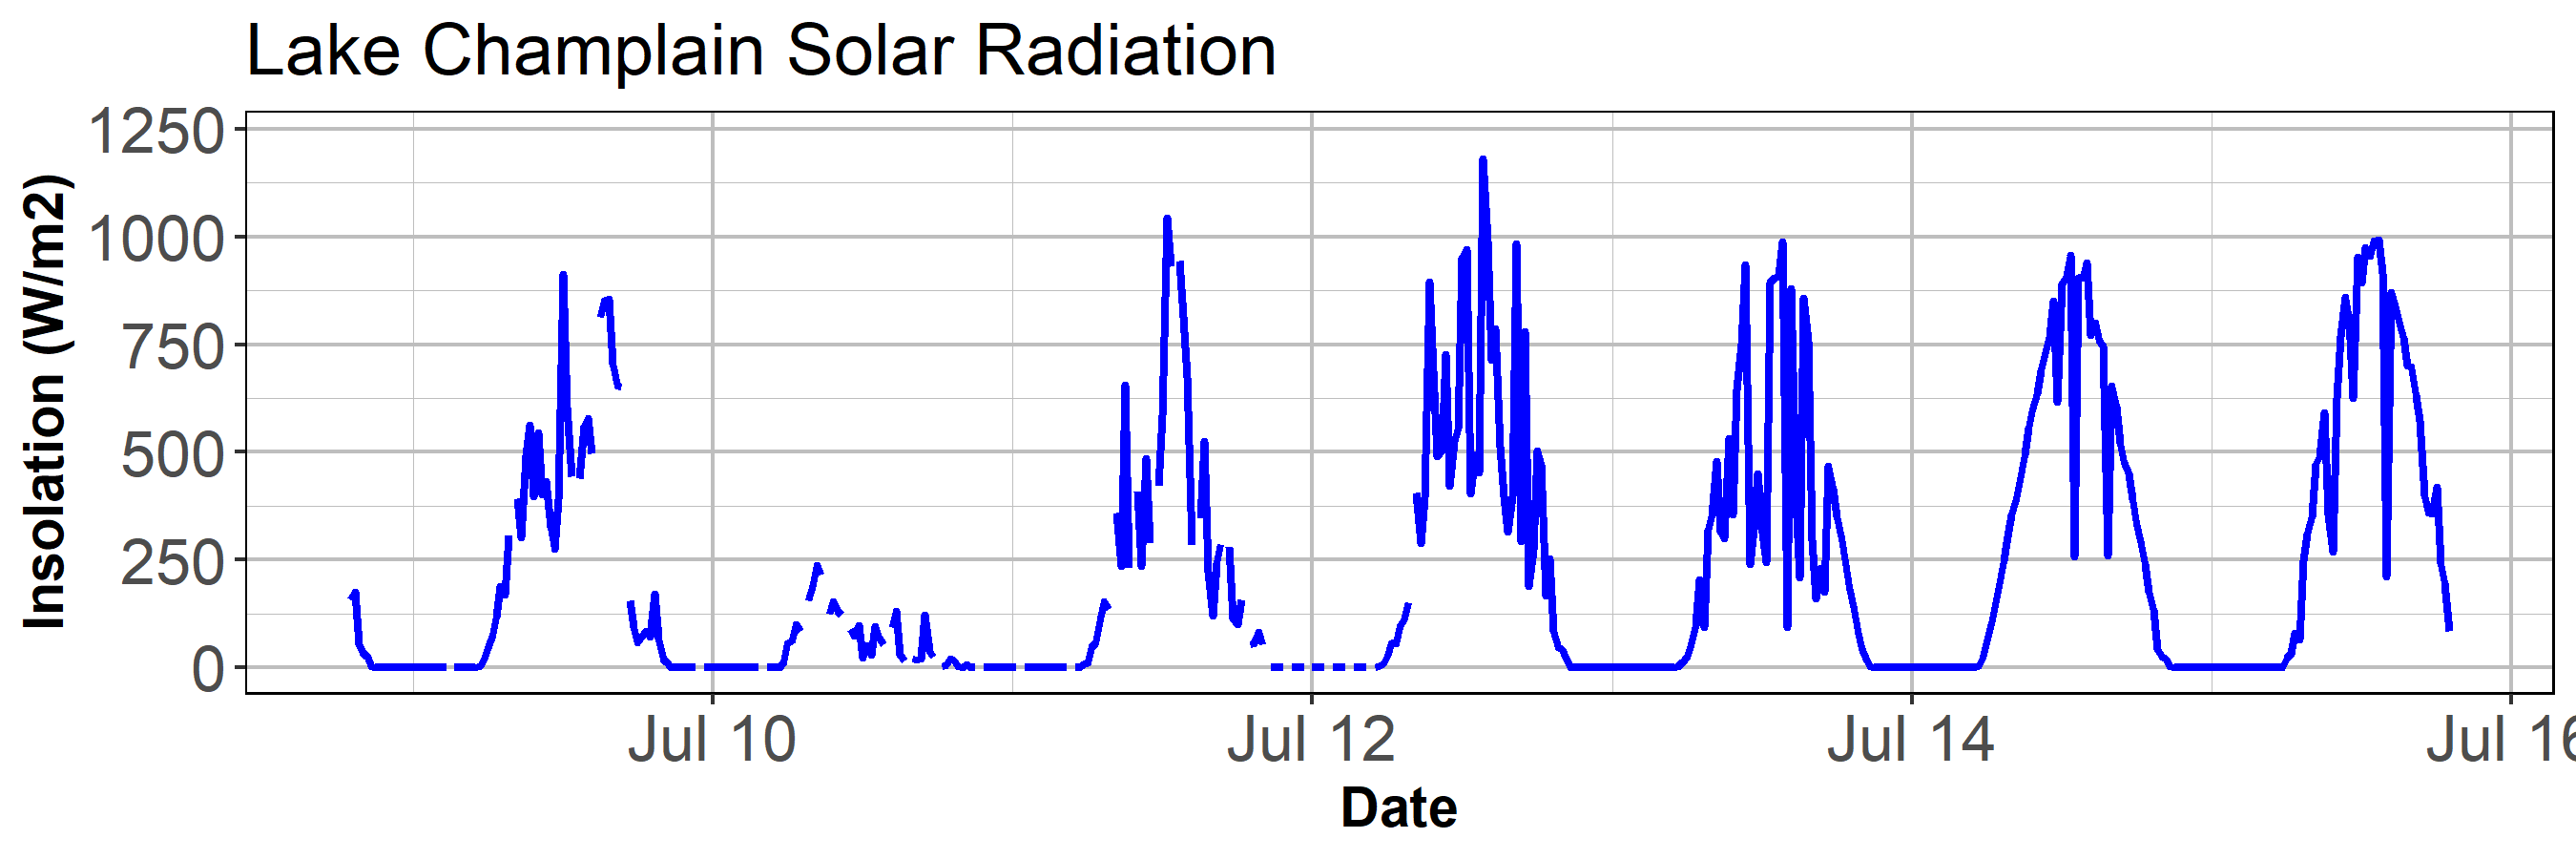 Lake Champlain Solar Radiation
Insolation (W/m2)
1250
1000
750
500
250
0
Jul 10
Jul 12
Jul 14
Jul 16
Date